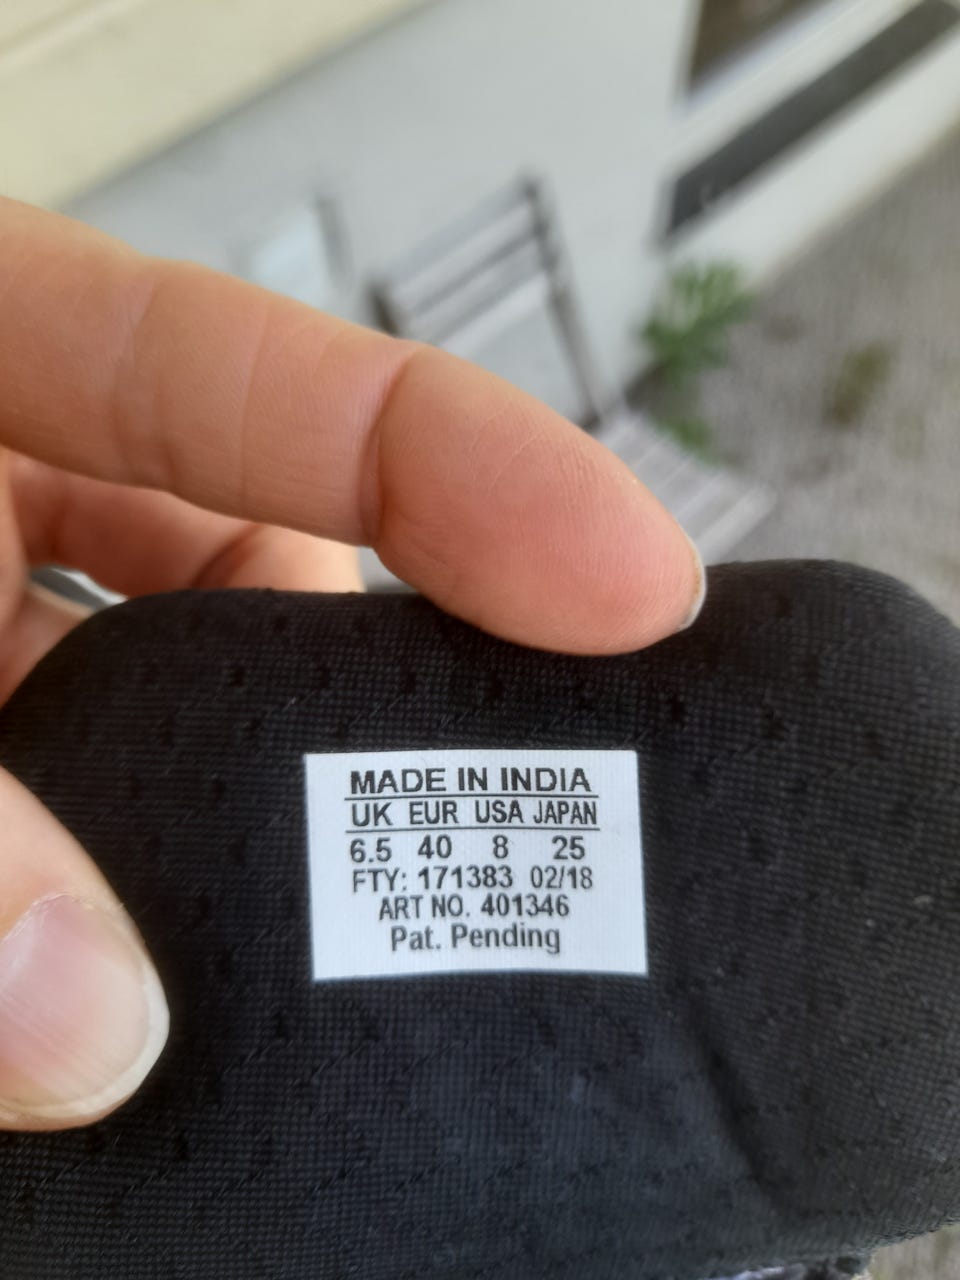 MADE IN INDIA
UK EUR USA JAPAN
6.5 40 8 25
FTY: 171383 02/18
ART NO. 401346
Pat. Pending